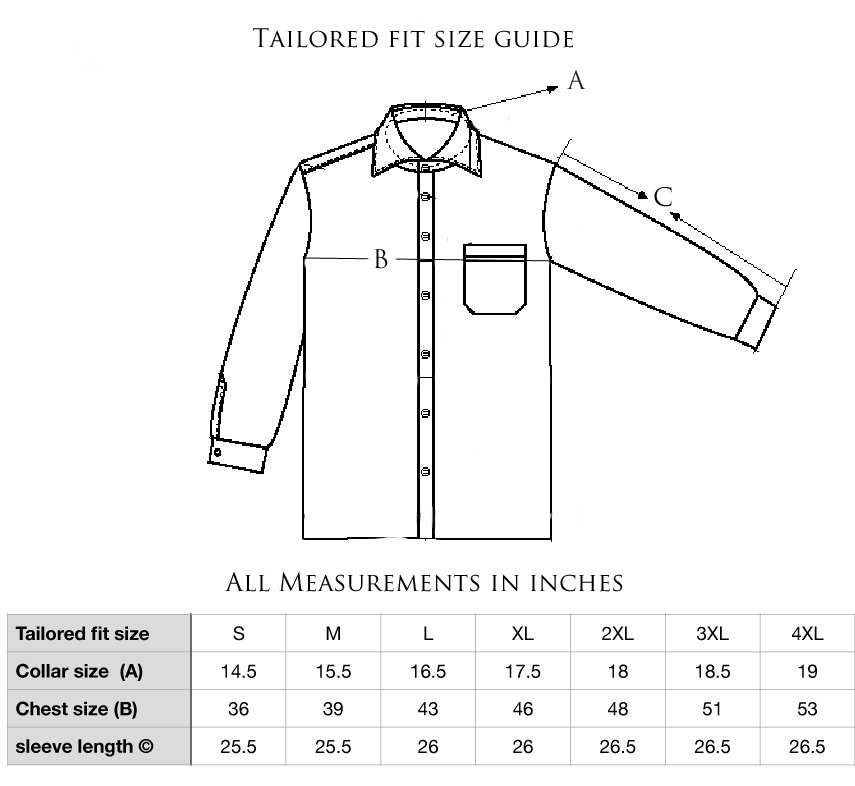 Tailored fit size guide
A
C
B
All Measurements in inches
Tailored fit size S M L XL 2XL 3XL 4XL
Collar size (A) 14.5 15.5 16.5 17.5 18 18.5 19
Chest size (B) 36 39 43 46 48 51 53
sleeve length © 25.5 25.5 26 26 26.5 26.5 26.5